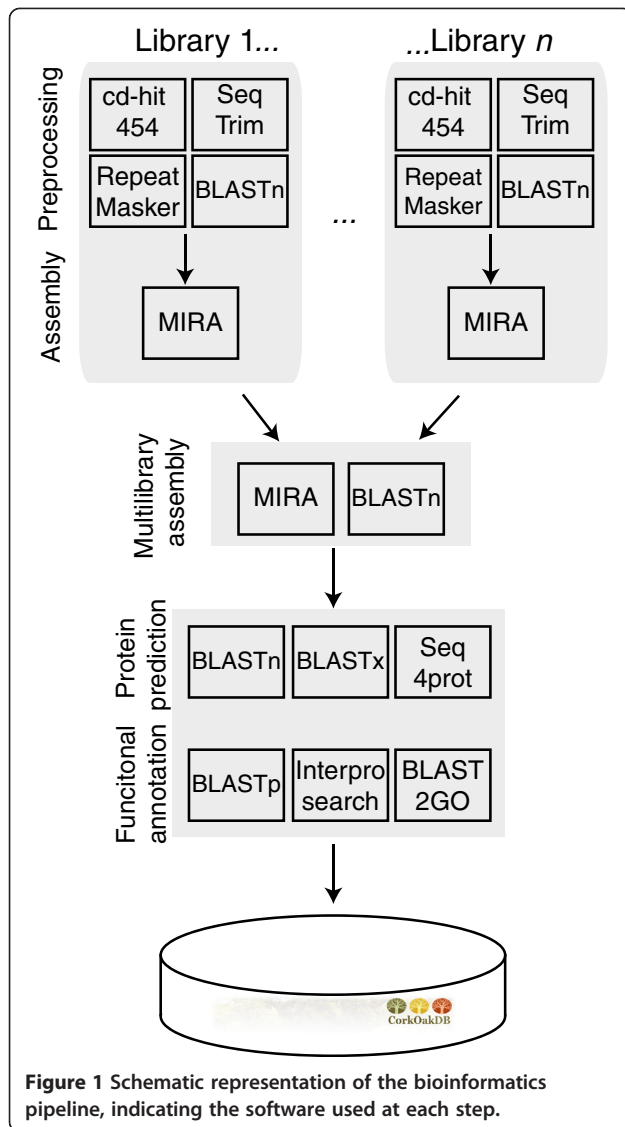 Library 1...
...Library n
Preprocessing
cd-hit
454
Seq
Trim
Repeat
Masker
BLASTn
...
cd-hit
454
Seq
Trim
Repeat
Masker
BLASTn
Assembly
MIRA
MIRA
Multilibrary
assembly
MIRA
BLASTn
Protein
prediction
BLASTn
BLASTx
Seq
4prot
Funcitonal
annotation
BLASTp
Interpro
search
BLAST
2GO
CorkOakDB
Figure 1 Schematic representation of the bioinformatics
pipeline, indicating the software used at each step.